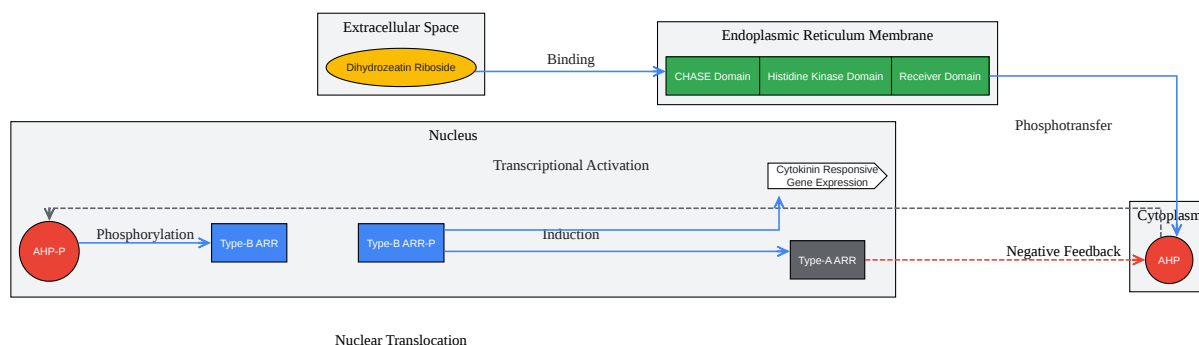 Extracellular Space
Dihydrozeatin Riboside
Binding
Endoplasmic Reticulum Membrane
CHASE Domain
Histidine Kinase Domain
Receiver Domain
Phosphotransfer
Nucleus
Transcriptional Activation
Cytokinin Responsive
Gene Expression
AHP-P
Phosphorylation
Type-B ARR
Type-B ARR-P
Induction
Type-A ARR
Negative Feedback
Cytoplasm
AHP
Nuclear Translocation